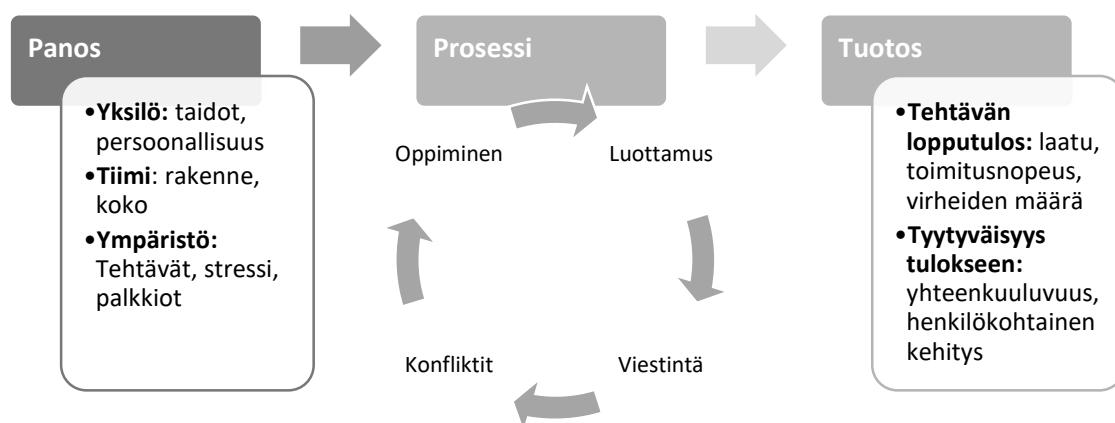 Panos
•Yksilö: taidot,
persoonallisuus
•Tiimi: rakenne,
koko
•Ympäristö:
Tehtävät, stressi,
palkkiot
Prosessi
Oppiminen
Luottamus
Konfliktit
Viestintä
Tuotos
•Tehtävän
lopputulos: laatu,
toimitusnopeus,
virheiden määrä
•Tyytyväisyys
tulokseen:
yhteenkuuluvuus,
henkilökohtainen
kehitys